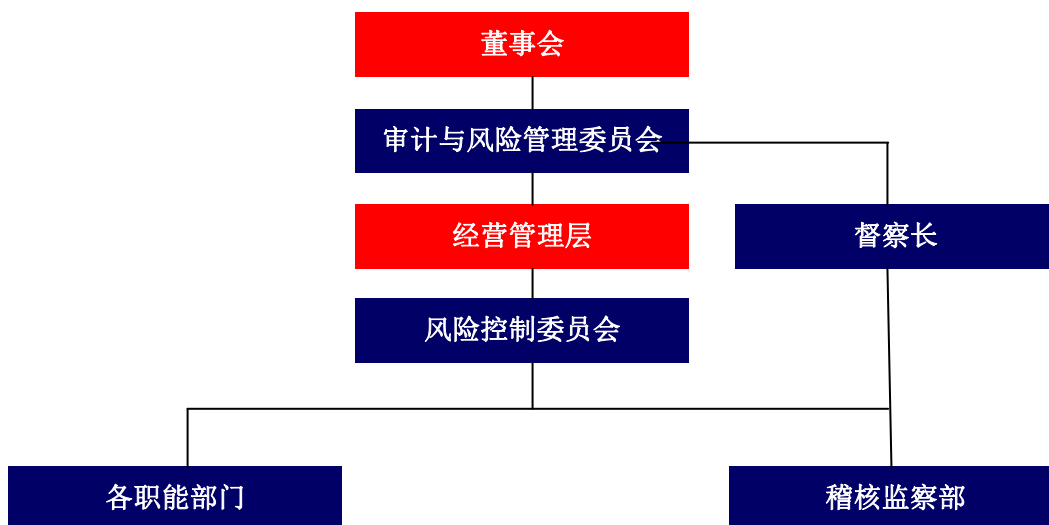 董事会
审计与风险管理委员会
经营管理层
督察长
风险控制委员会
各职能部门
稽核监察部